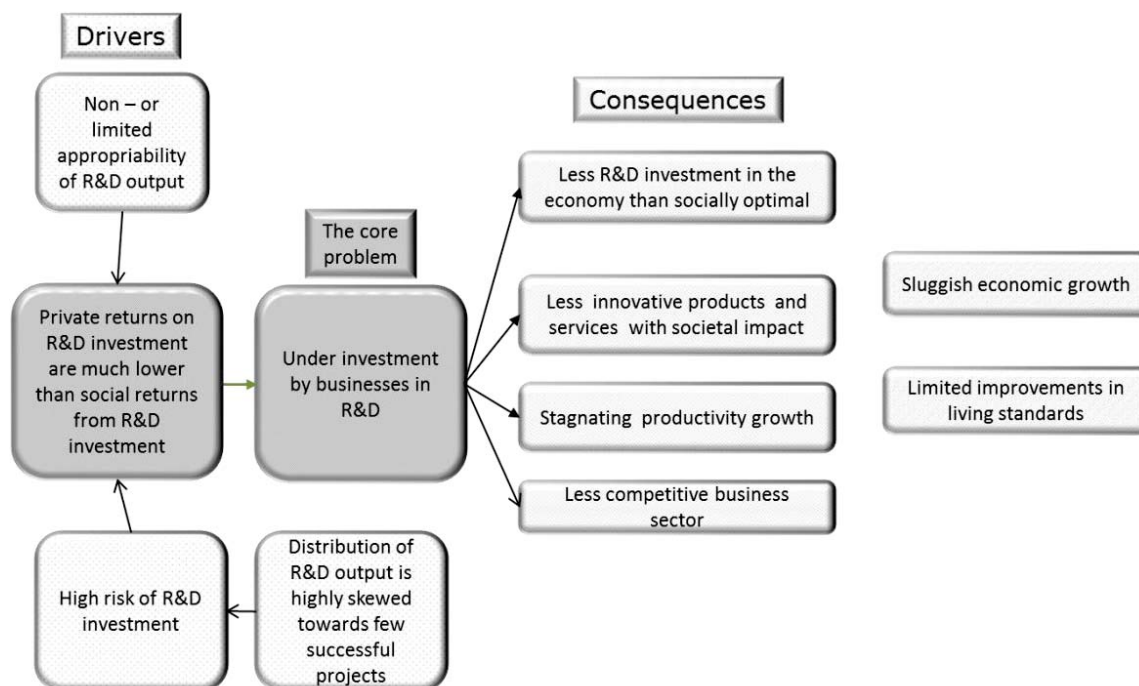 Drivers
Non – or
limited
appropriability
of R&D output
Private returns on
R&D investment
are much lower
than social returns
from R&D
investment
High risk of R&D
investment
Distribution of
R&D output is
highly skewed
towards few
successful
projects
The core
problem
Under investment
by businesses in
R&D
Consequences
Less R&D investment in the
economy than socially optimal
Less innovative products and
services with societal impact
Stagnating productivity growth
Less competitive business
sector
Sluggish economic growth
Limited improvements in
living standards